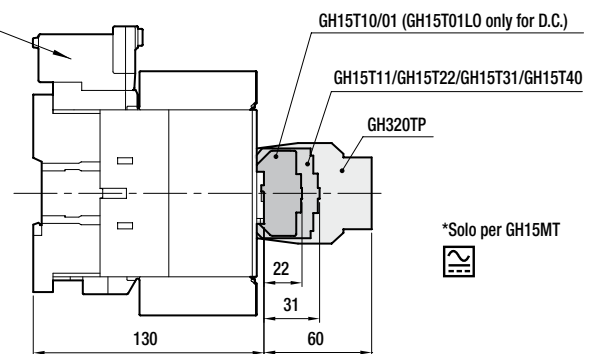 GH15T10/01 (GH15T01LO only for D.C.)
GH15T11/GH15T22/GH15T31/GH15T40
GH320TP
*Solo per GH15MT
22
31
130
60